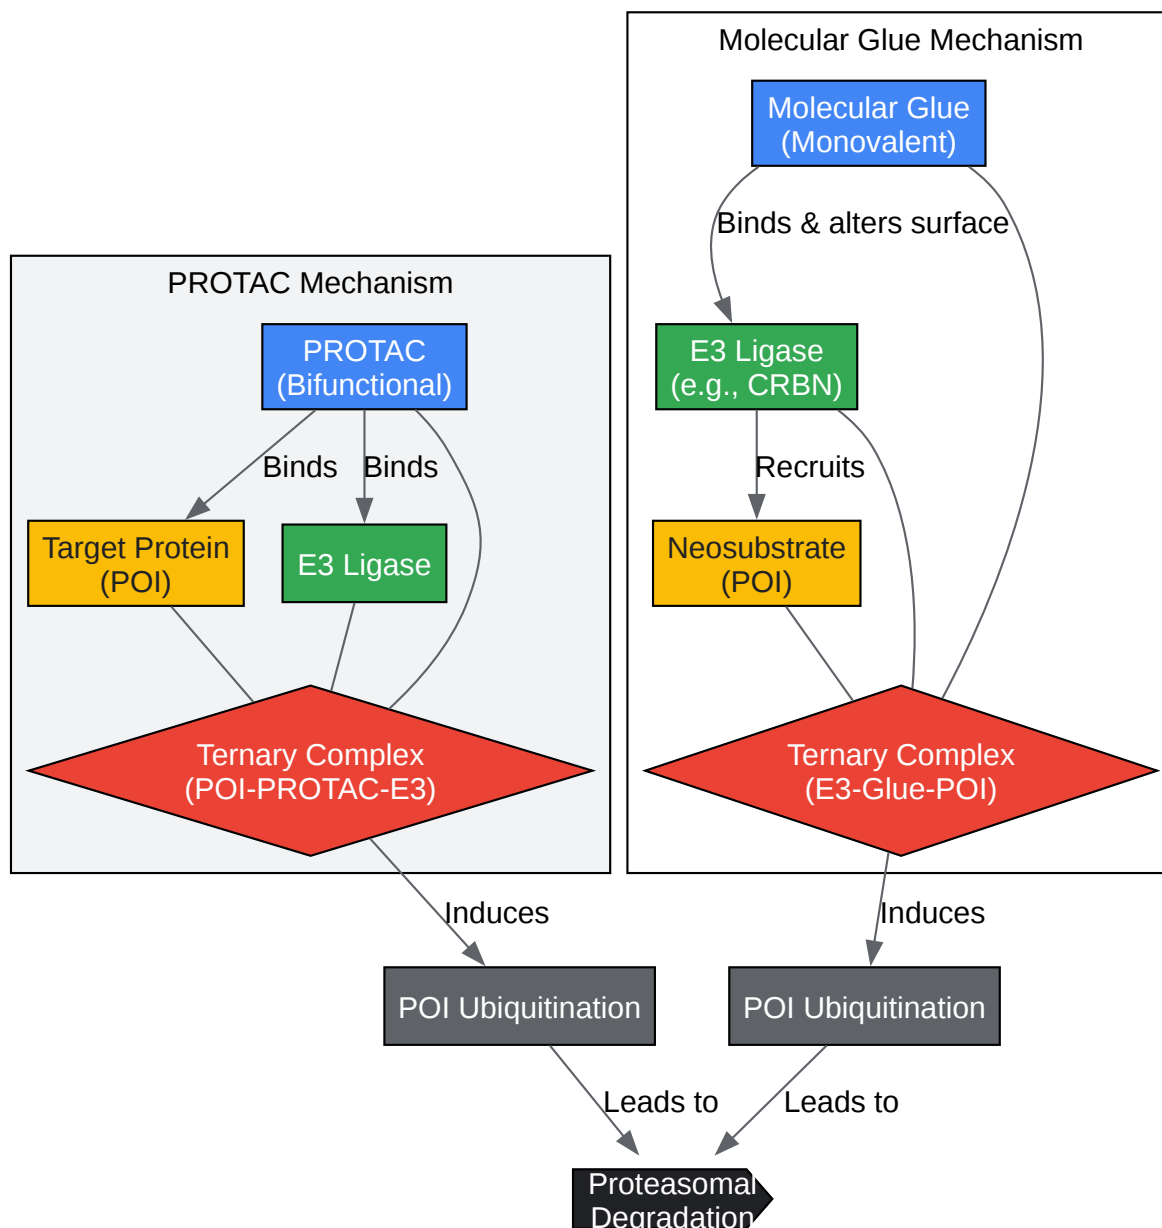 Molecular Glue Mechanism
Molecular Glue
(Monovalent)
Binds & alters surface
PROTAC Mechanism
PROTAC
(Bifunctional)
E3 Ligase
(e.g., CRBN)
Binds
Binds
Recruits
Target Protein
(POI)
E3 Ligase
Neosubstrate
(POI)
Ternary Complex
(POI-PROTAC-E3)
Ternary Complex
(E3-Glue-POI)
Induces
Induces
POI Ubiquitination
POI Ubiquitination
Leads to
Leads to
Proteasomal
Degradation